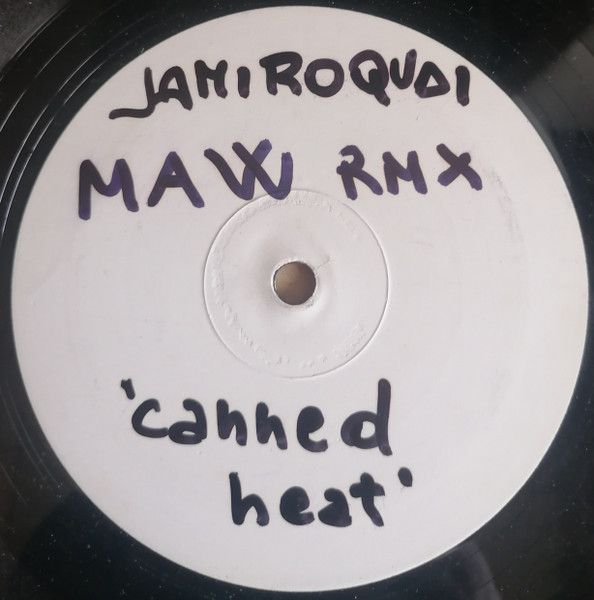 JAMIROQUAI
MAW RMX
'canned
heat'